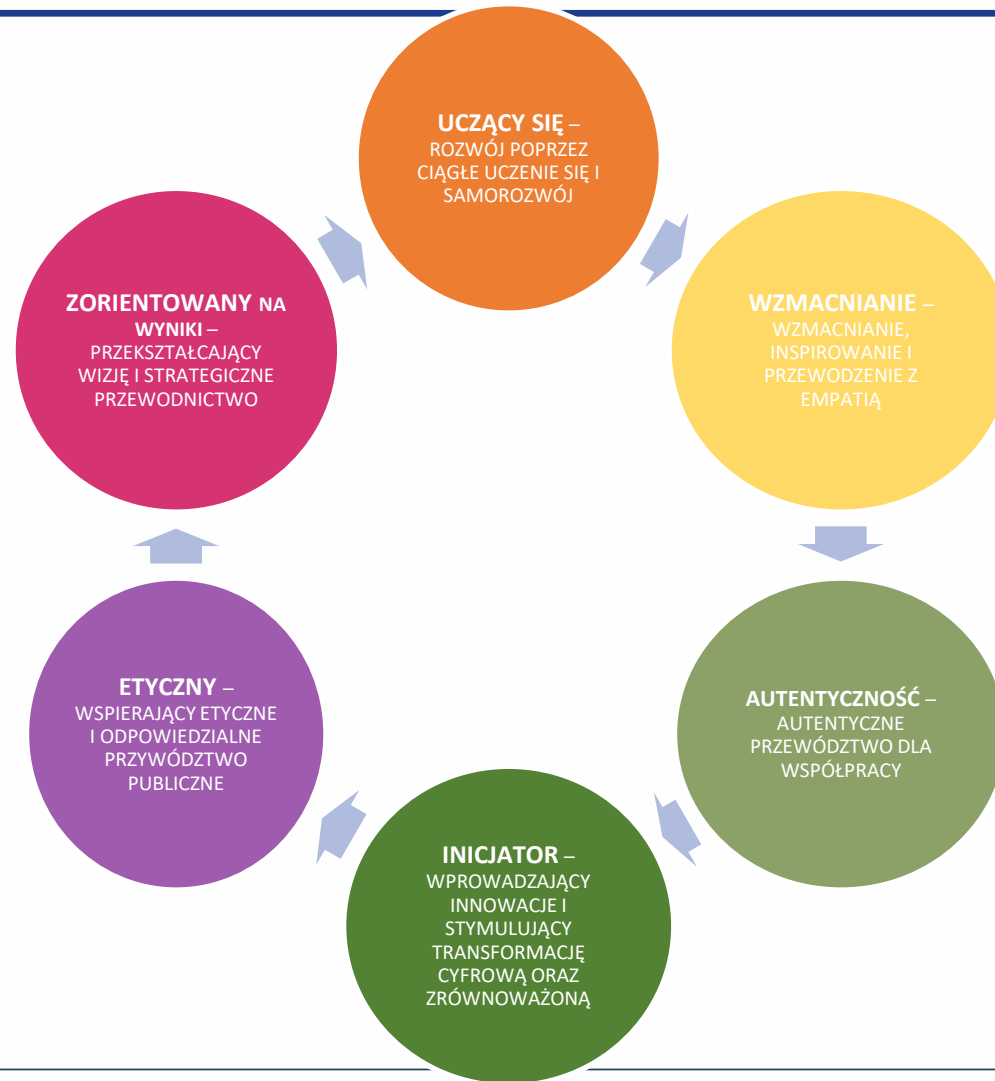 UCZĄCY SIĘ –
ROZWÓJ POPRZEZ
CIĄGŁE UCZENIE SIĘ I
SAMOROZWÓJ
WZMACNIANIE –
WZMACNIANIE,
INSPIROWANIE I
PRZEWODZENIE Z
EMPATIĄ
AUTENTYCZNOŚĆ –
AUTENTYCZNE
PRZEWÓDZTWO DLA
WSPÓŁPRACY
INICJATOR –
WPROWADZAJĄCY
INNOWACJE I
STYMULUJĄCY
TRANSFORMACJĘ
CYFROWĄ ORAZ
ZRÓWNOWAŻONĄ
ETYCZNY –
WSPIERAJĄCY ETYCZNE
I ODPOWIEDZIALNE
PRZYWÓDZTWO
PUBLICZNE
ZORIENTOWANY NA
WYNIKI –
PRZEKSZTAŁCAJĄCY
WIZJĘ I STRATEGICZNE
PRZEWODNICTWO